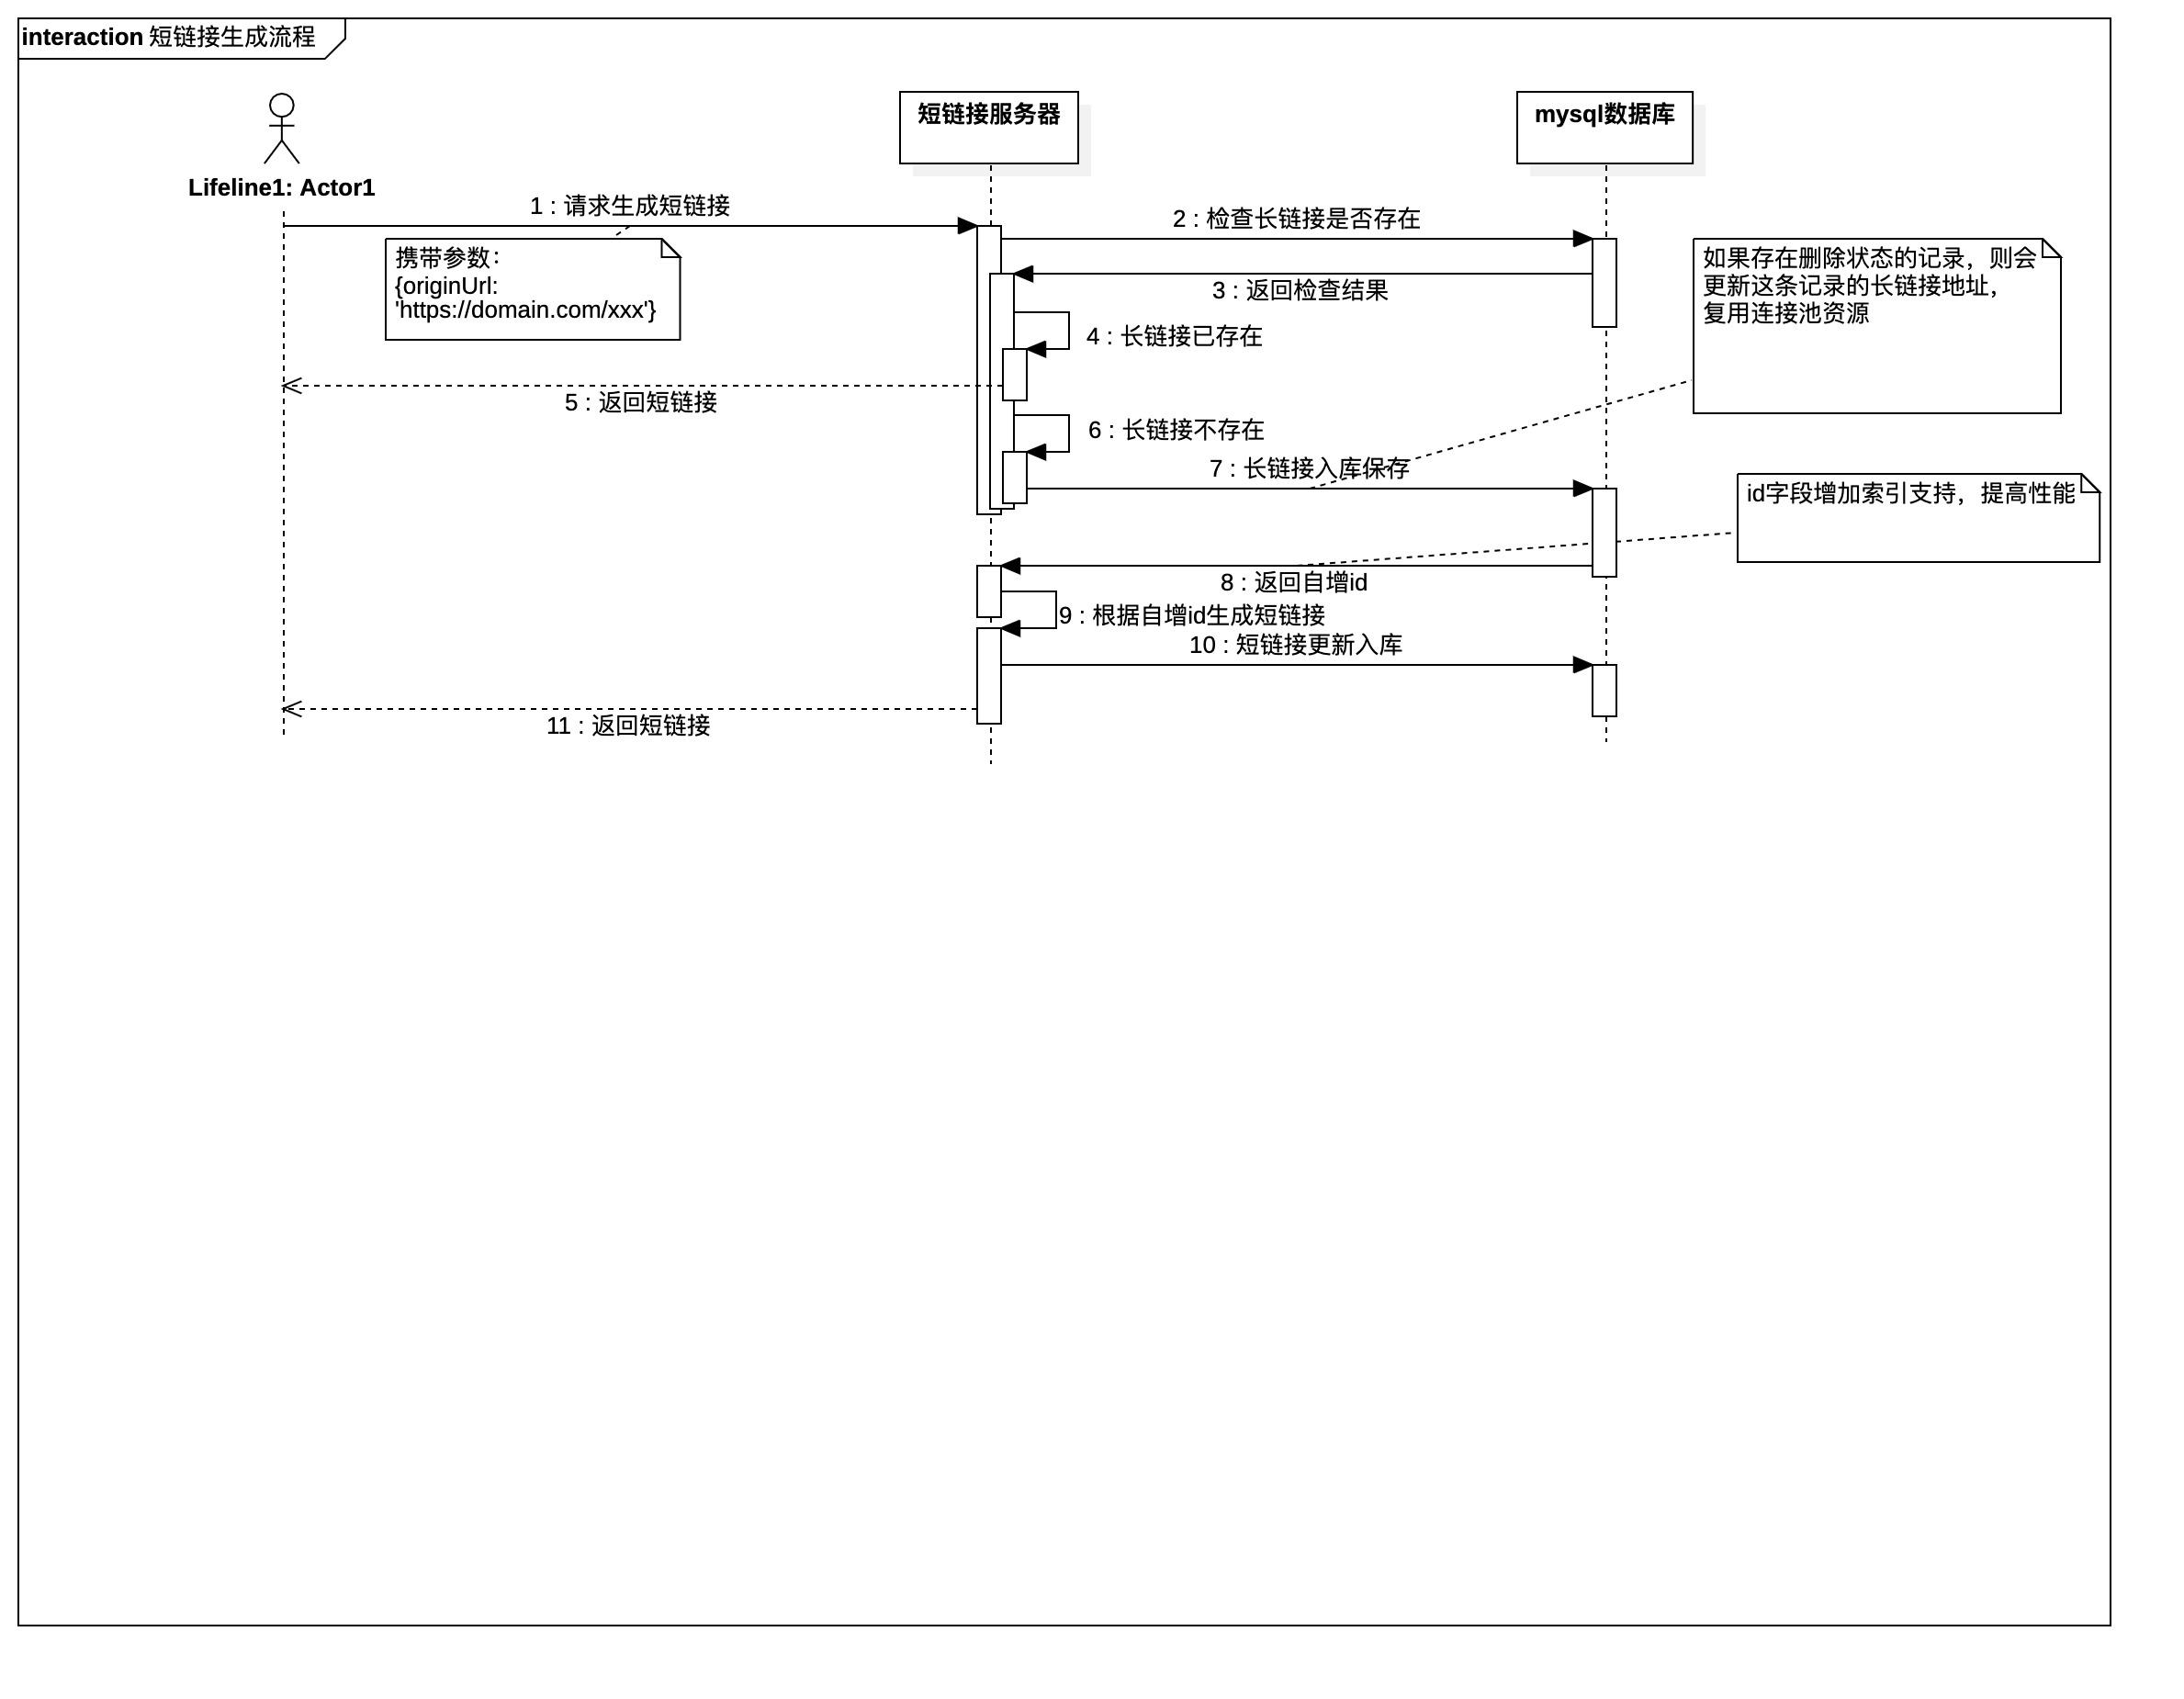 interaction 短链接生成流程
短链接服务器
mysql数据库
Lifeline1: Actor1
1 : 请求生成短链接
2 : 检查长链接是否存在
携带参数：
{originUrl:
'https://domain.com/xxx'}
如果存在删除状态的记录，则会
更新这条记录的长链接地址，
复用连接池资源
3 : 返回检查结果
4 : 长链接已存在
5 : 返回短链接
6 : 长链接不存在
7 : 长链接入库保存
id字段增加索引支持，提高性能
8 : 返回自增id
9 : 根据自增id生成短链接
10 : 短链接更新入库
11 : 返回短链接